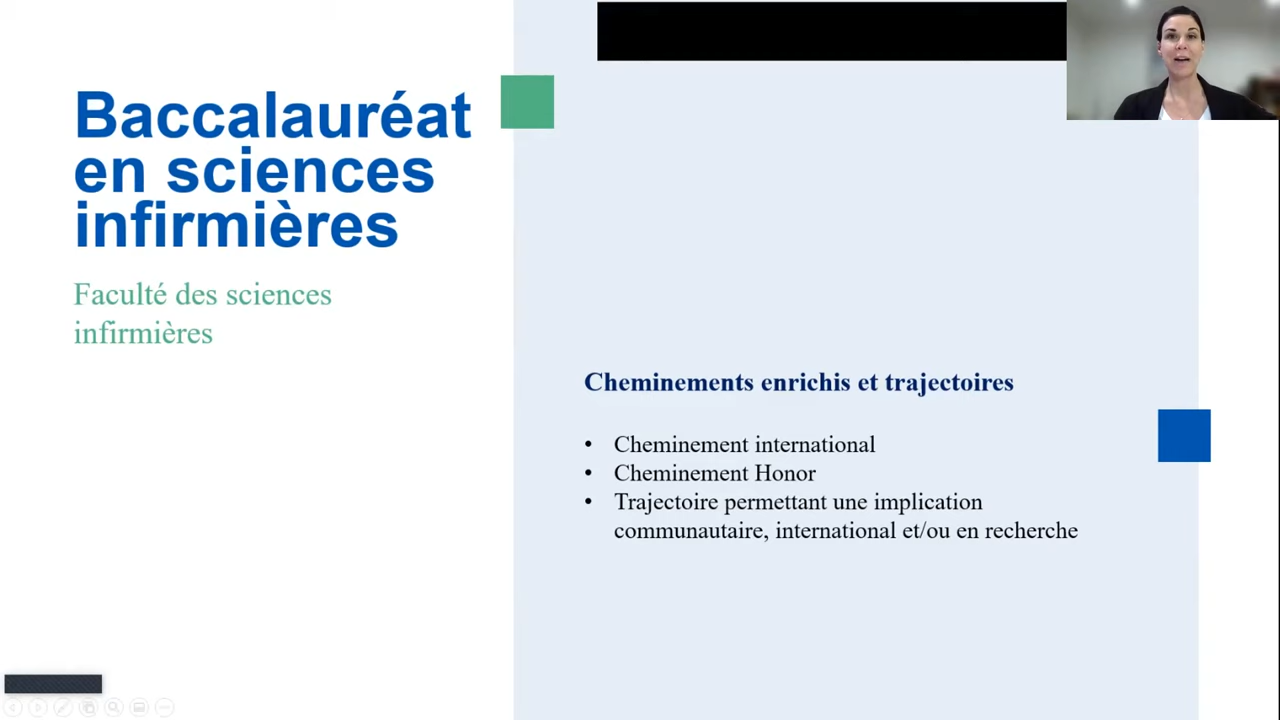 Baccalauréat
en sciences
infirmières
Faculté des sciences
infirmières
Cheminements enrichis et trajectoires
• Cheminement international
• Cheminement Honor
• Trajectoire permettant une implication
communautaire, international et/ou en recherche